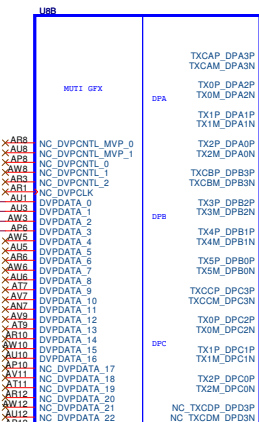 U8B
MUTI GFX
DPA
DPB
DPC
TXCAP_DPA3P
TXCAM_DPA3N
TX0P_DPA2P
TX0M_DPA2N
TX1P_DPA1P
TX1M_DPA1N
TX2P_DPA0P
TX2M_DPA0N
TXCBP_DPB3P
TXCBM_DPB3N
TX3P_DPB2P
TX3M_DPB2N
TX4P_DPB1P
TX4M_DPB1N
TX5P_DPB0P
TX5M_DPB0N
TXCCP_DPC3P
TXCCM_DPC3N
TX0P_DPC2P
TX0M_DPC2N
TX1P_DPC1P
TX1M_DPC1N
TX2P_DPC0P
TX2M_DPC0N
NC_TXCDP_DPD3P
NC_TXCDM_DPD3N
AR8
AU8
AP8
AW8
AR3
AR1
AU1
AU3
AW3
AP6
AW5
AU5
AR6
AW6
AU6
AT7
AV7
AN7
AV9
AT9
AR10
AW10
AU10
AP10
AV11
AT11
AR12
AW12
AU12
NC_DVPCNTL_MVP_0
NC_DVPCNTL_MVP_1
NC_DVPCNTL_0
NC_DVPCNTL_1
NC_DVPCNTL_2
NC_DVPCLK
DVPDATA_0
DVPDATA_1
DVPDATA_2
DVPDATA_3
DVPDATA_4
DVPDATA_5
DVPDATA_6
DVPDATA_7
DVPDATA_8
DVPDATA_9
DVPDATA_10
DVPDATA_11
DVPDATA_12
DVPDATA_13
DVPDATA_14
DVPDATA_15
DVPDATA_16
NC_DVPDATA_17
NC_DVPDATA_18
NC_DVPDATA_19
NC_DVPDATA_20
NC_DVPDATA_21
NC_DVPDATA_22